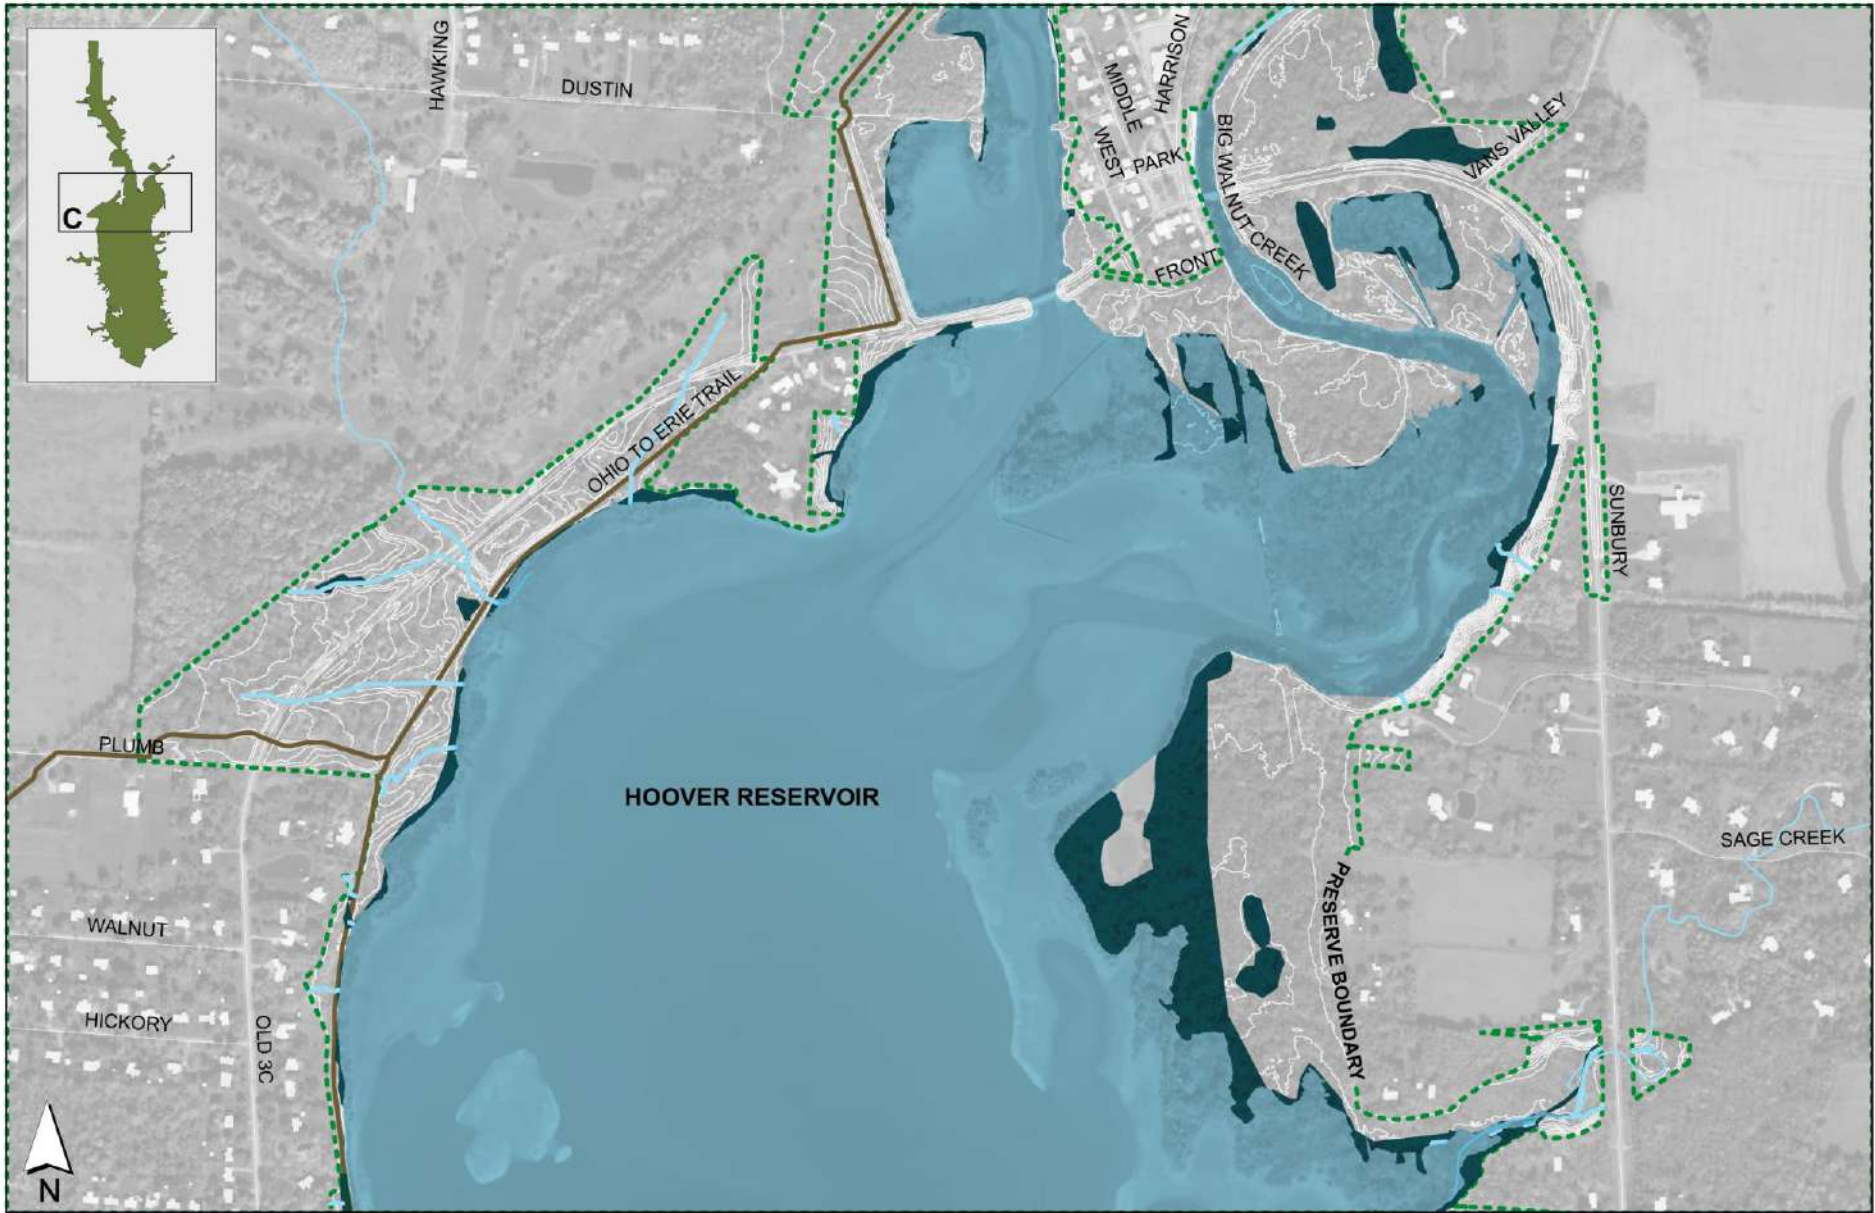 HAWKING
DUSTIN
HARRISON
MIDDLE
WEST
PARK
BIG WALNUT CREEK
VANS VALLEY
C
FRONT
OHIO TO ERIE TRAIL
SUNBURY
PLUMB
HOOVER RESERVOIR
SAGE CREEK
PRESERVE BOUNDARY
WALNUT
HICKORY
OLD 3C
N